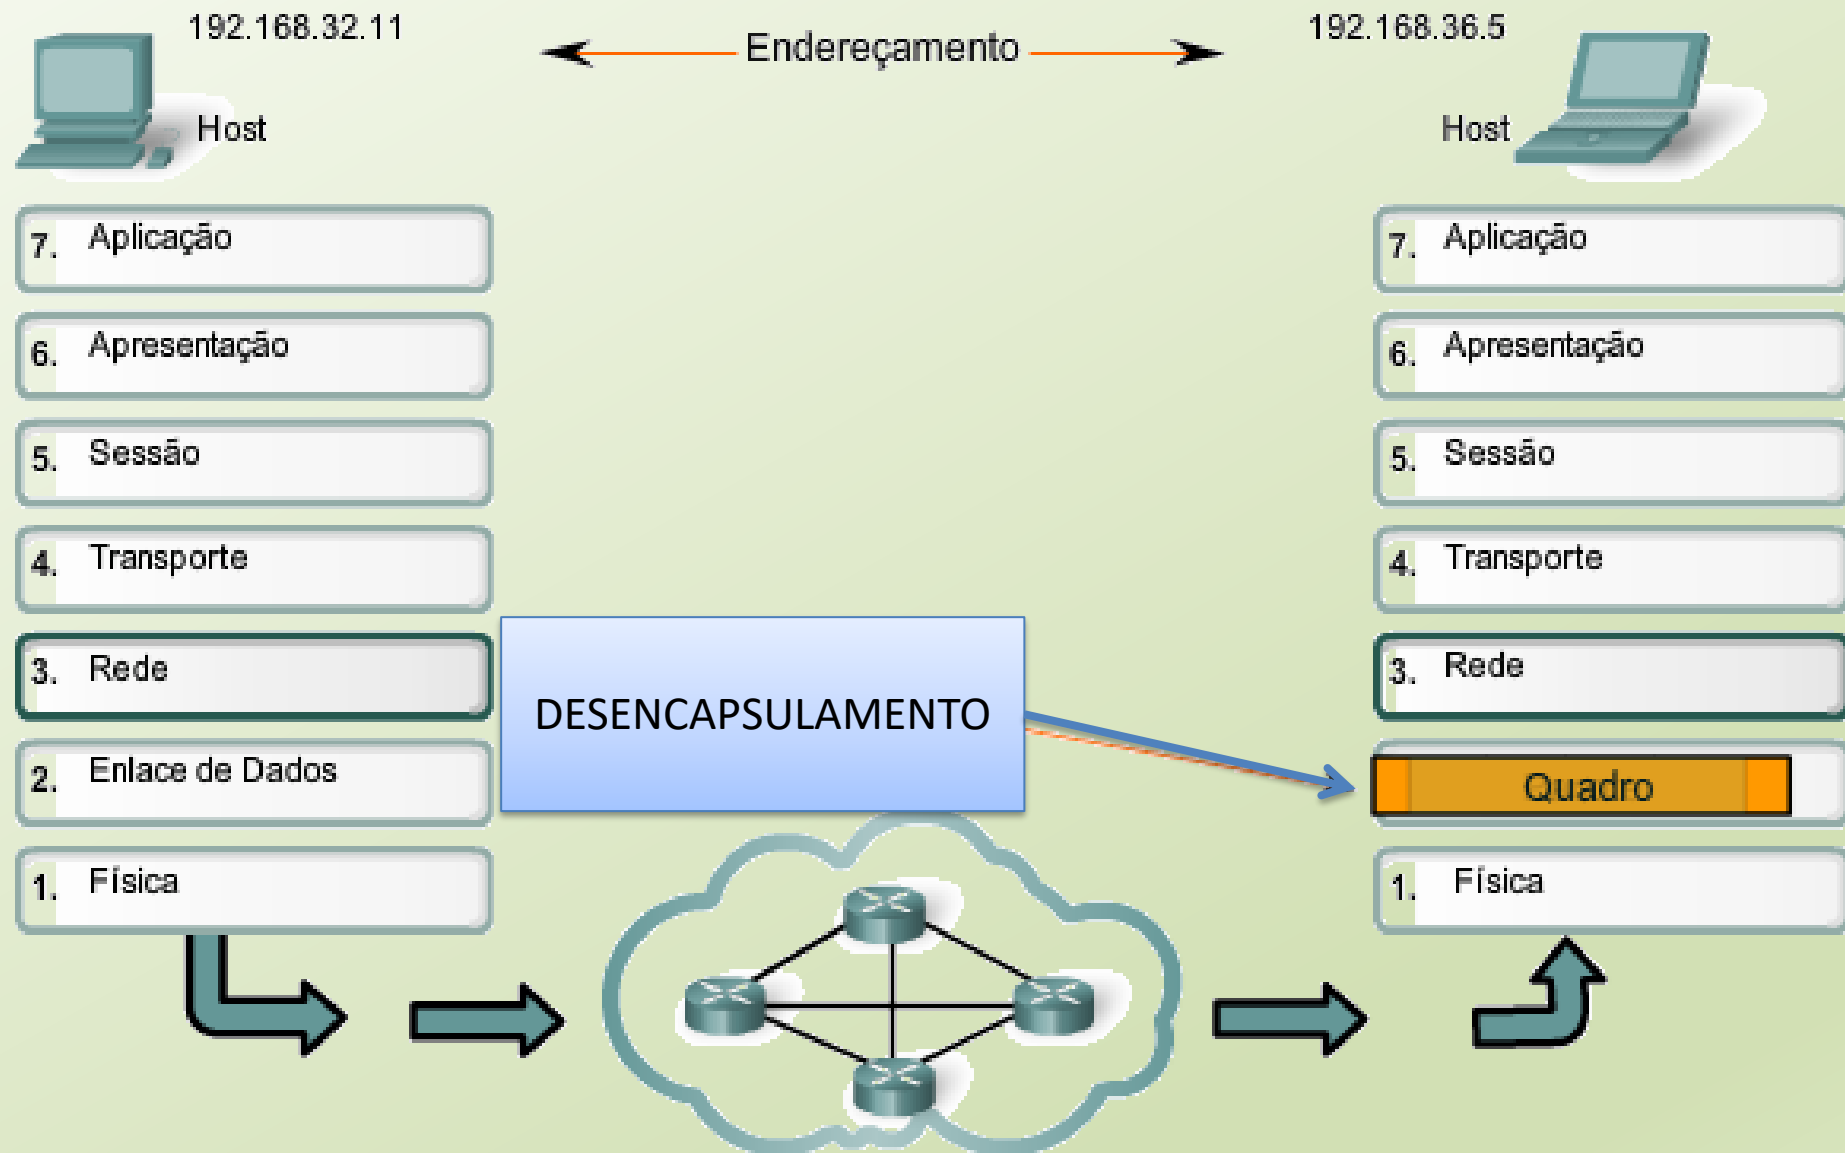 192.168.32.11
Endereçamento
192.168.36.5
Host
Host
7. Aplicação
6. Apresentação
5. Sessão
4. Transporte
3. Rede
2. Enlace de Dados
1. Física
DESENCAPSULAMENTO
7. Aplicação
6. Apresentação
5. Sessão
4. Transporte
3. Rede
Quadro
1. Física